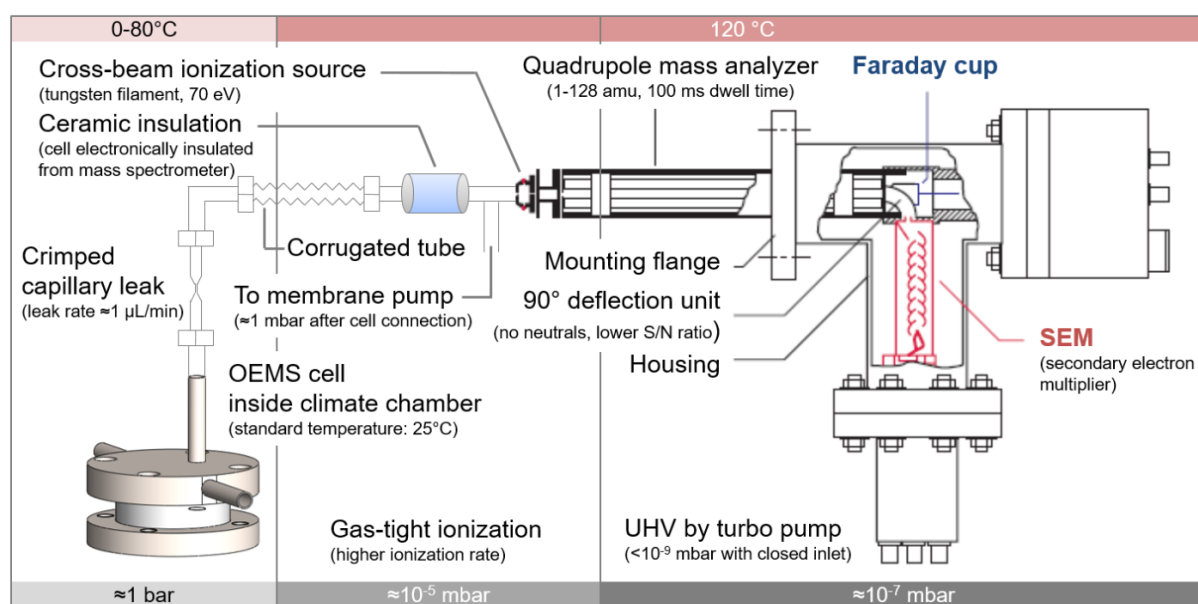 0-80°C
120 °C
Cross-beam ionization source
(tungsten filament, 70 eV)
Ceramic insulation
(cell electronically insulated
from mass spectrometer)
Quadrupole mass analyzer
(1-128 amu, 100 ms dwell time)
Faraday cup
Crimped
capillary leak
(leak rate ≈1 µL/min)
Corrugated tube
To membrane pump
(≈1 mbar after cell connection)
Mounting flange
90° deflection unit
(no neutrals, lower S/N ratio)
Housing
SEM
(secondary electron
multiplier)
OEMS cell
inside climate chamber
(standard temperature: 25°C)
Gas-tight ionization
(higher ionization rate)
UHV by turbo pump
(<10⁻⁹ mbar with closed inlet)
≈1 bar
≈10⁻⁵ mbar
≈10⁻⁷ mbar